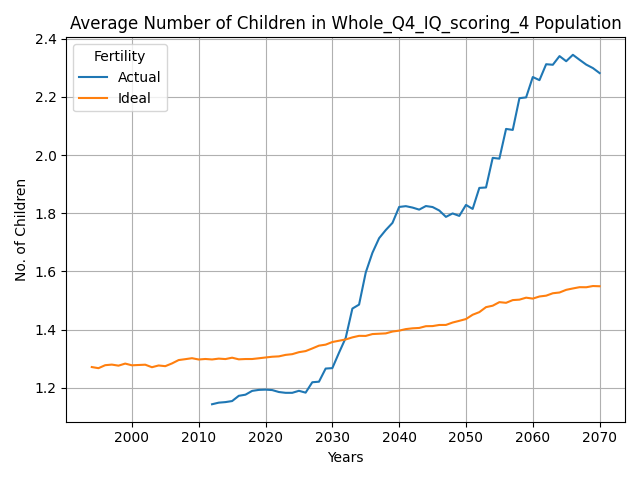 Average Number of Children in Whole_Q4_IQ_scoring_4 Population
Fertility
Actual
Ideal
No. of Children
2.4
2.2
2.0
1.8
1.6
1.4
1.2
2000 2010 2020 2030 2040 2050 2060 2070
Years